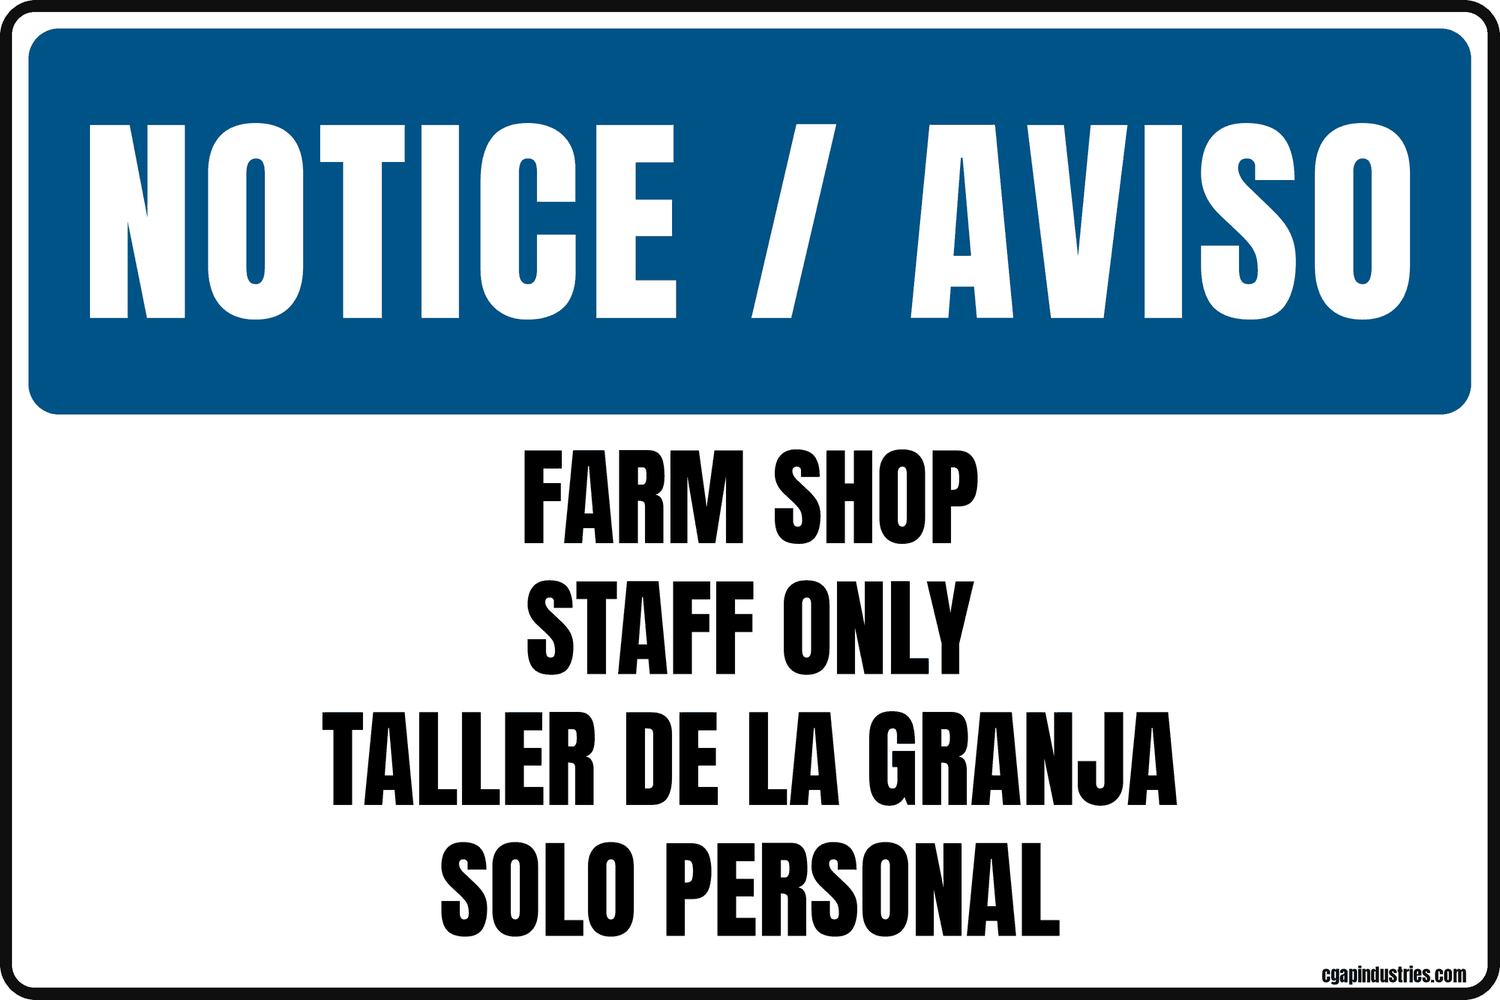 NOTICE / AVISO
FARM SHOP
STAFF ONLY
TALLER DE LA GRANJA
SOLO PERSONAL
cgapindustries.com